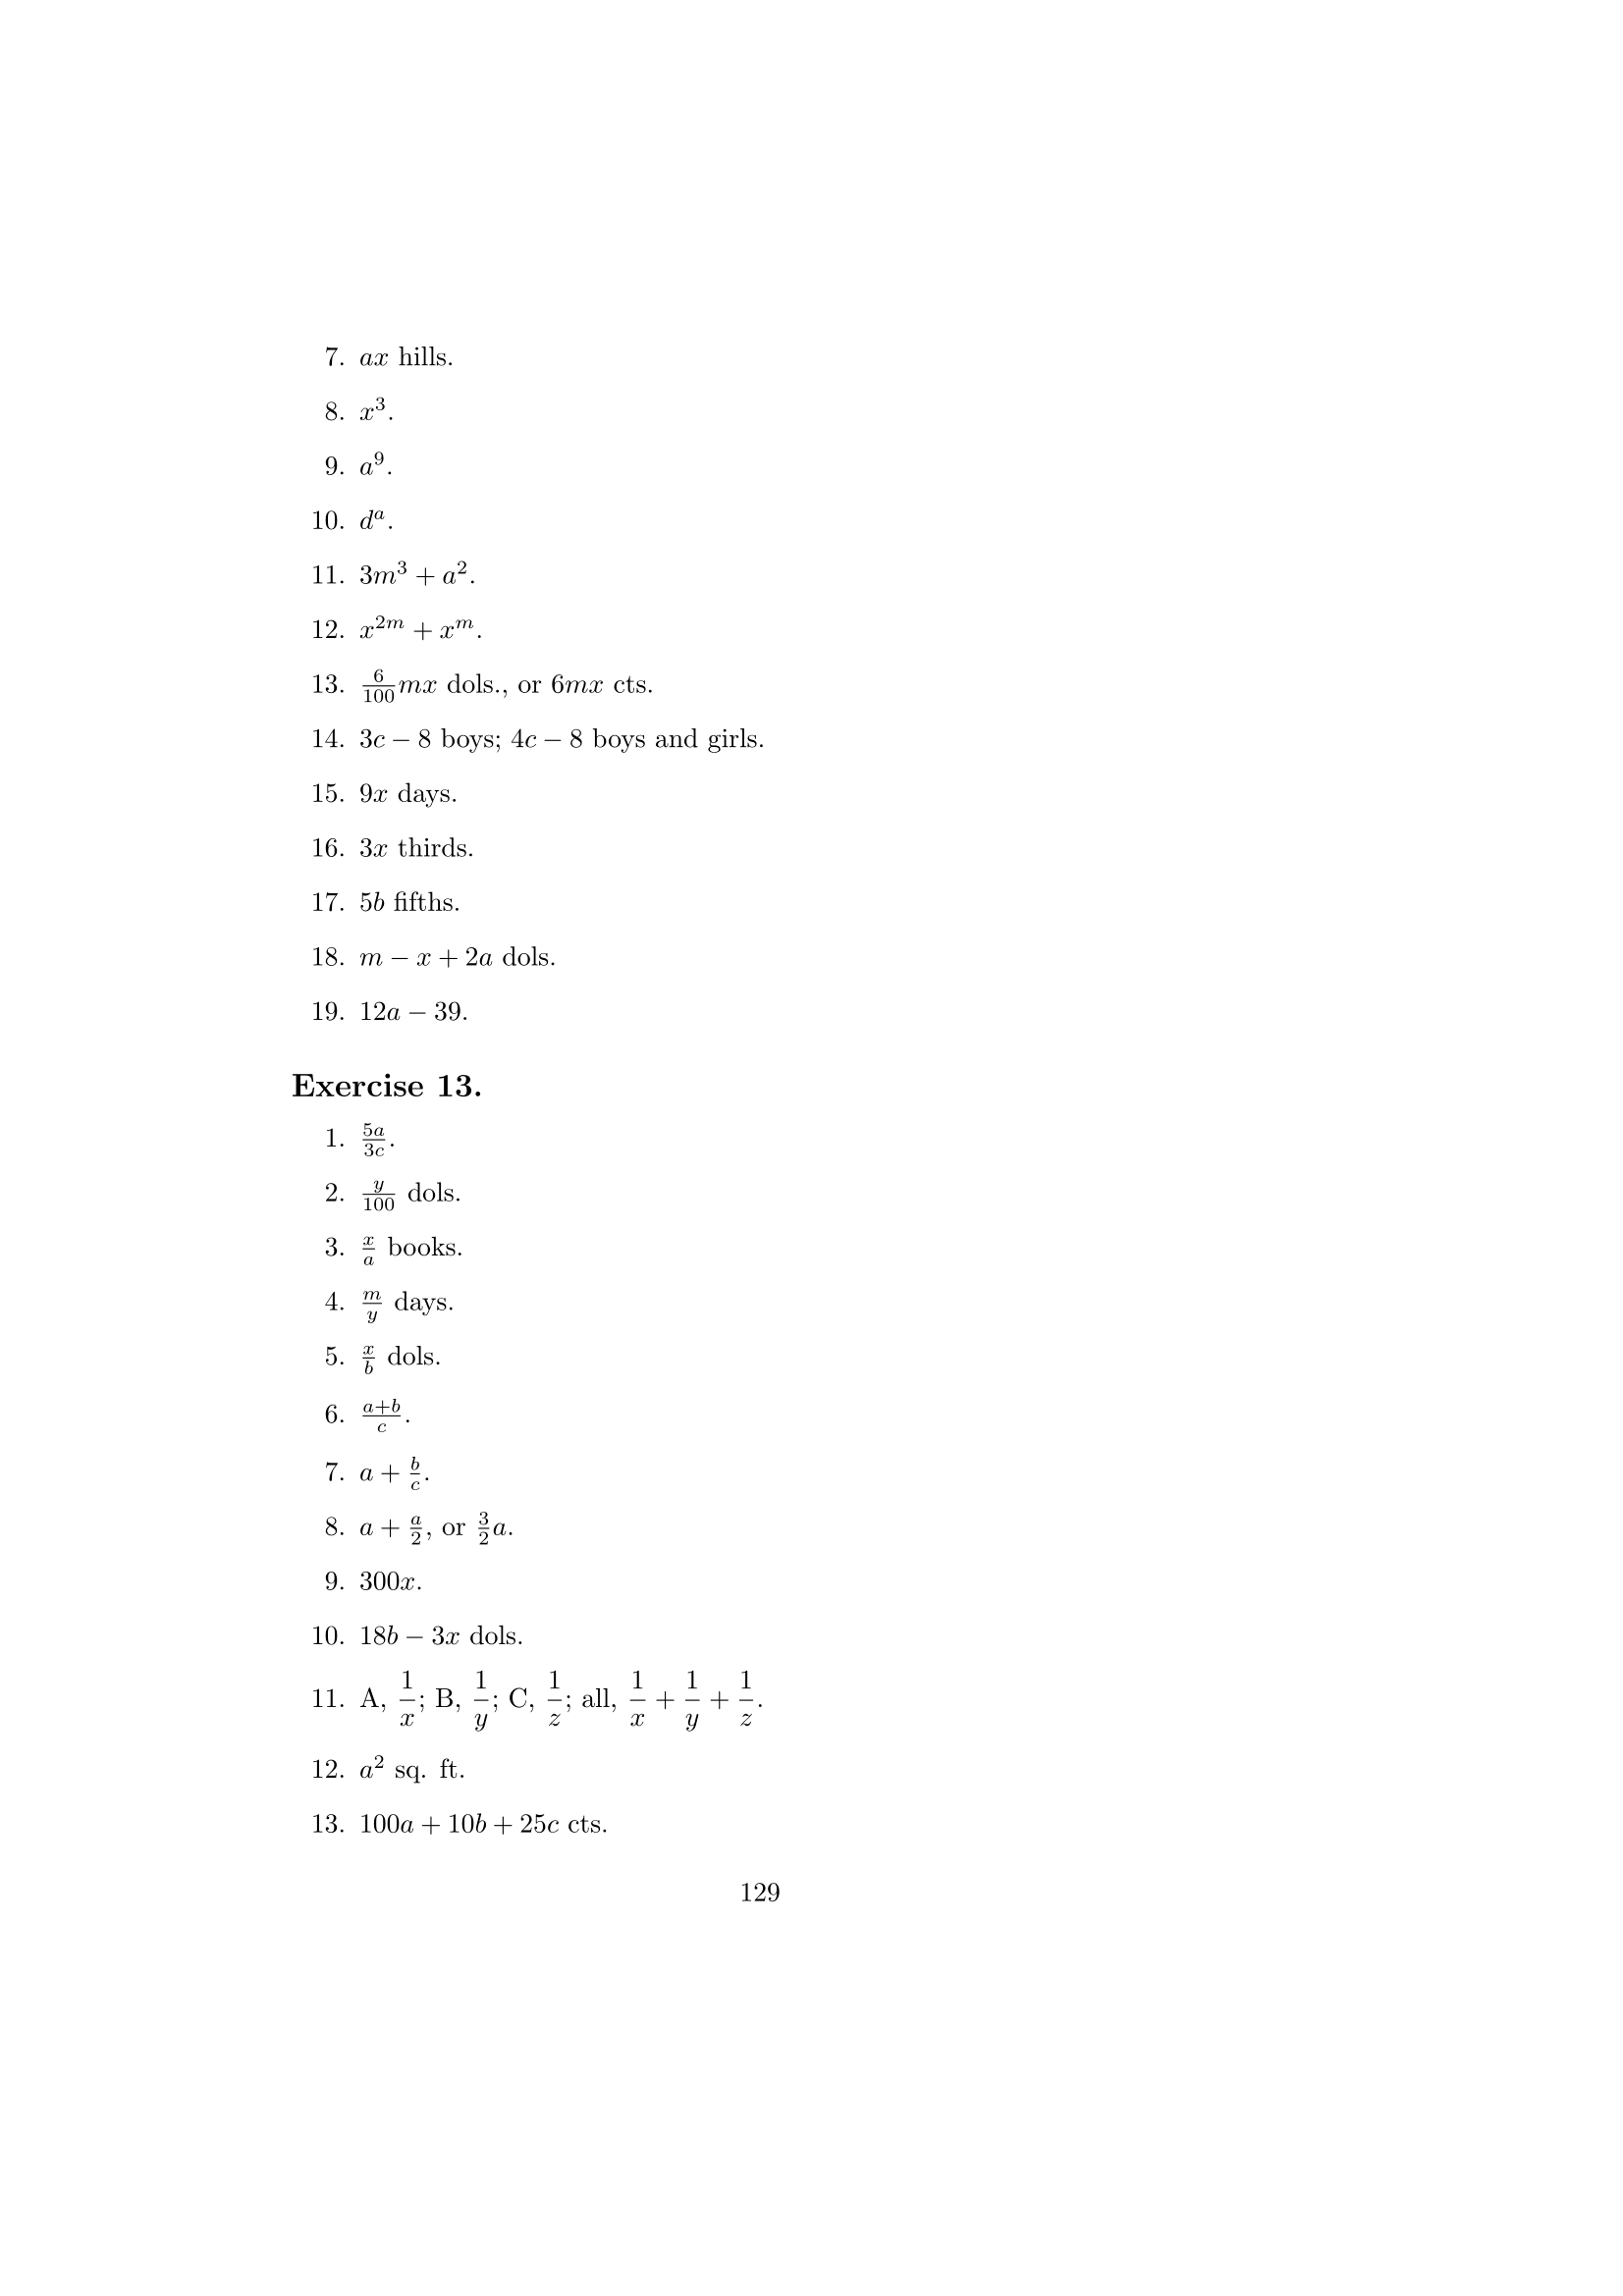 7. $ax$ hills.
8. $x^3$.
9. $a^9$.
10. $d^a$.
11. $3m^3 + a^2$.
12. $x^{2m} + x^m$.
13. $\frac{6}{100}mx$ dols., or $6mx$ cts.
14. $3c - 8$ boys; $4c - 8$ boys and girls.
15. $9x$ days.
16. $3x$ thirds.
17. $5b$ fifths.
18. $m - x + 2a$ dols.
19. $12a - 39$.
Exercise 13.
1. $\frac{5a}{3c}$.
2. $\frac{y}{100}$ dols.
3. $\frac{x}{a}$ books.
4. $\frac{m}{y}$ days.
5. $\frac{x}{b}$ dols.
6. $\frac{a+b}{c}$.
7. $a + \frac{b}{c}$.
8. $a + \frac{a}{2}$, or $\frac{3}{2}a$.
9. $300x$.
10. $18b - 3x$ dols.
11. A, $\frac{1}{x}$; B, $\frac{1}{y}$; C, $\frac{1}{z}$; all, $\frac{1}{x} + \frac{1}{y} + \frac{1}{z}$.
12. $a^2$ sq. ft.
13. $100a + 10b + 25c$ cts.
129